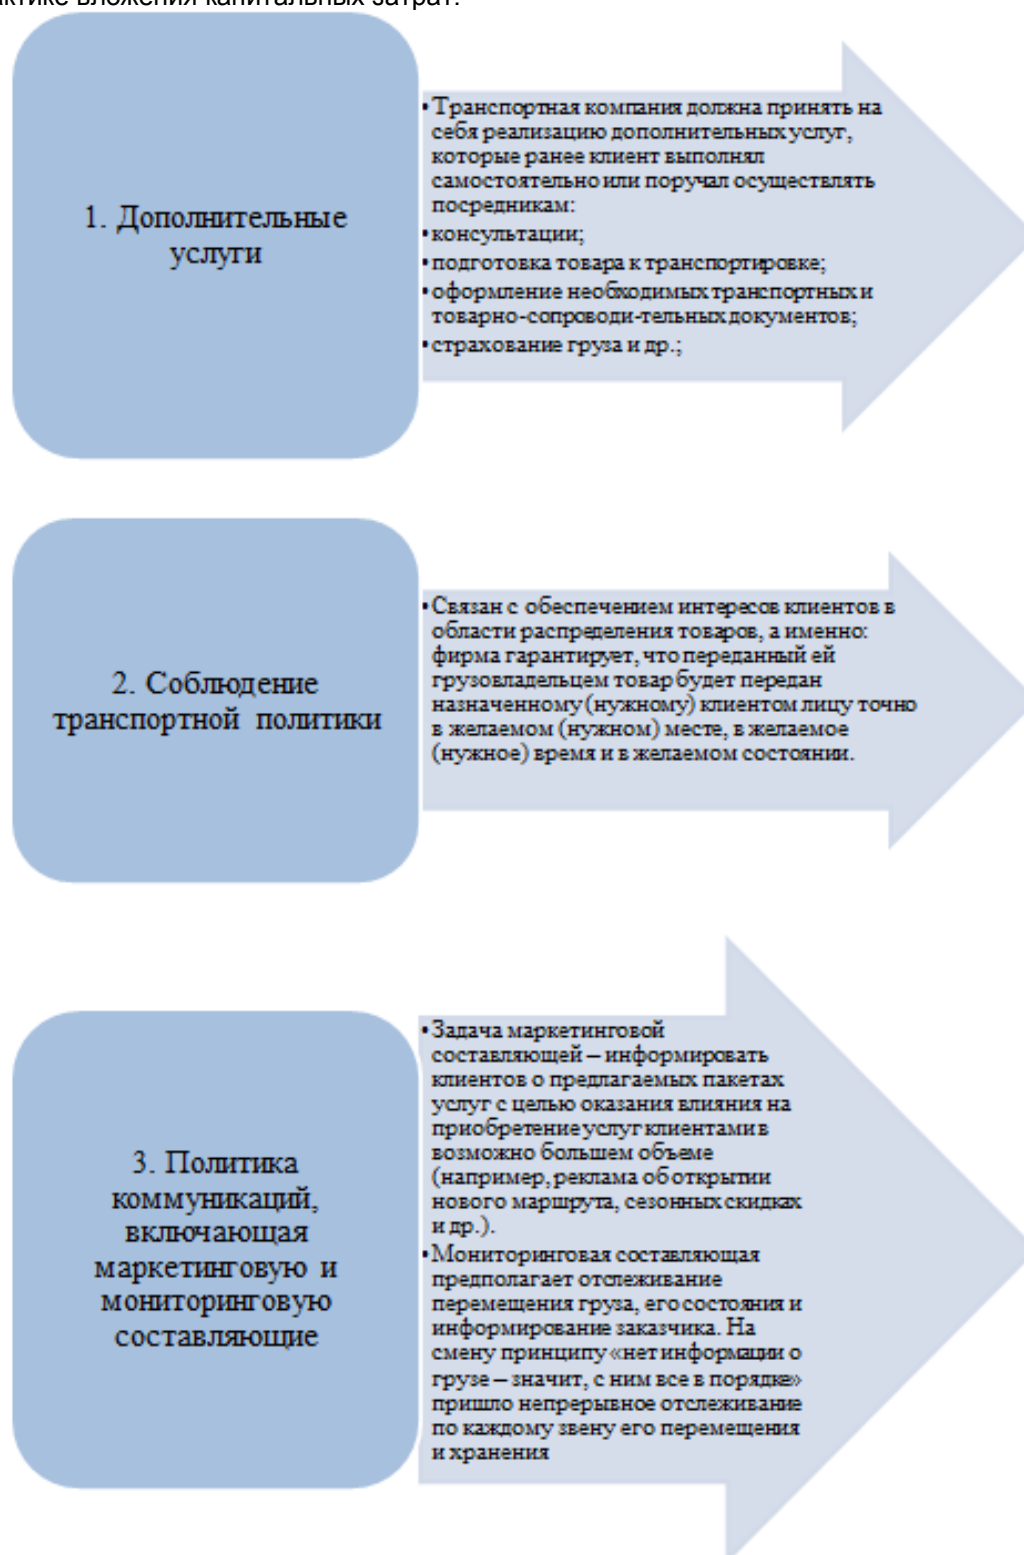 актике вложения капитальных затрат.
1. Дополнительные
услуги
•Транспортная компания должна принять на
себя реализацию дополнительных услуг,
которые ранее клиент выполнял
самостоятельно или поручал осуществлять
посредникам:
•консультации;
•подготовка товара к транспортировке;
•оформление необходимых транспортных и
товарно-сопроводи-тельных документов;
•страхование груза и др.;
2. Соблюдение
транспортной политики
•Связан с обеспечением интересов клиентов в
области распределения товаров, а именно:
фирма гарантирует, что переданный ей
грузовладельцем товар будет передан
назначенному (нужному) клиентом лицу точно
в желаемом (нужном) месте, в желаемое
(нужное) время и в желаемом состоянии.
3. Политика
коммуникаций,
включающая
маркетинговую и
мониторинговую
составляющие
•Задача маркетинговой
составляющей – информировать
клиентов о предлагаемых пакетах
услуг с целью оказания влияния на
приобретение услуг клиентами в
возможно большем объеме
(например, реклама об открытии
нового маршрута, сезонных скидках
и др.).
•Мониторинговая составляющая
предполагает отслеживание
перемещения груза, его состояния и
информирование заказчика. На
смену принципу «нет информации о
грузе – значит, с ним все в порядке»
пришло непрерывное отслеживание
по каждому звену его перемещения
и хранения